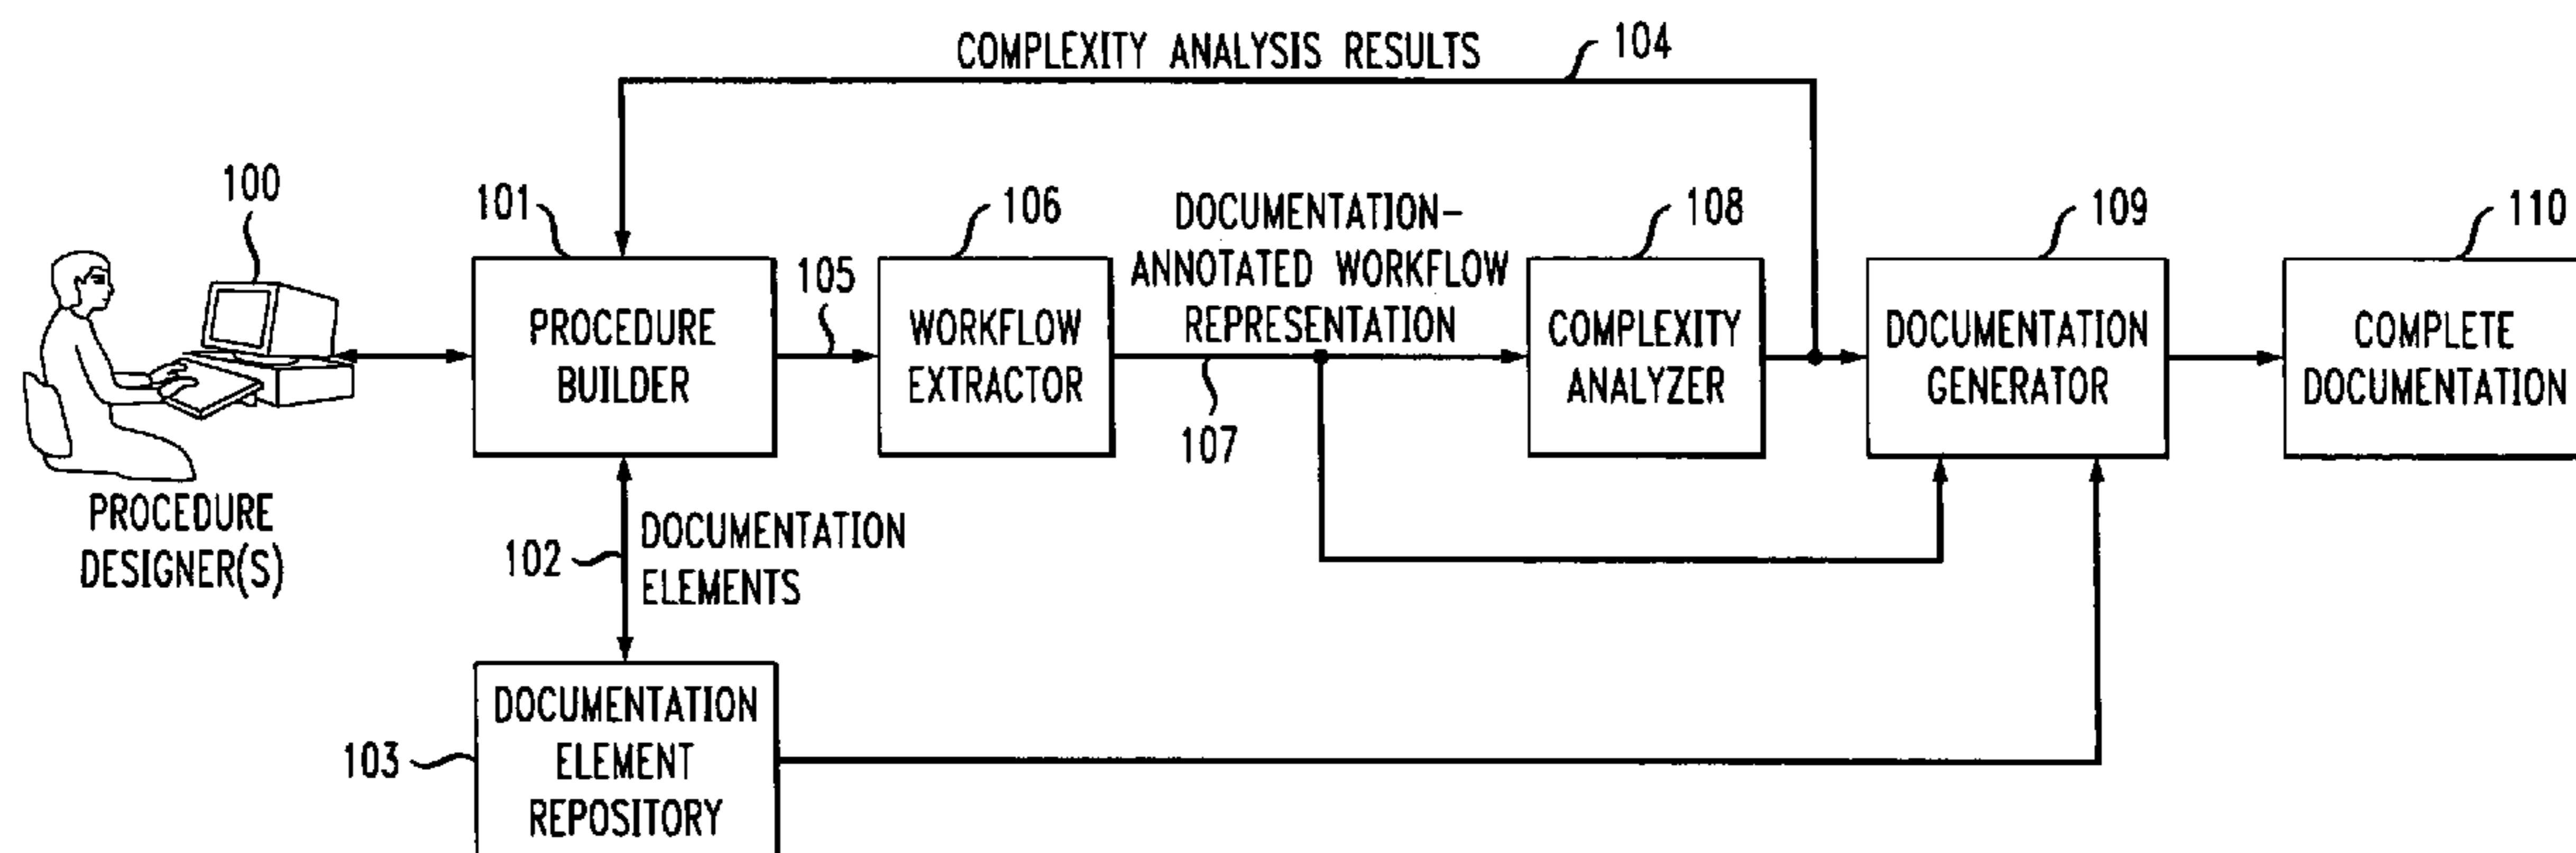 COMPLEXITY ANALYSIS RESULTS
104
100
101
105
106
DOCUMENTATION-
ANNOTATED WORKFLOW
REPRESENTATION
107
108
109
110
PROCEDURE
BUILDER
WORKFLOW
EXTRACTOR
COMPLEXITY
ANALYZER
DOCUMENTATION
GENERATOR
COMPLETE
DOCUMENTATION
PROCEDURE
DESIGNER(S)
102
DOCUMENTATION
ELEMENTS
103
DOCUMENTATION
ELEMENT
REPOSITORY